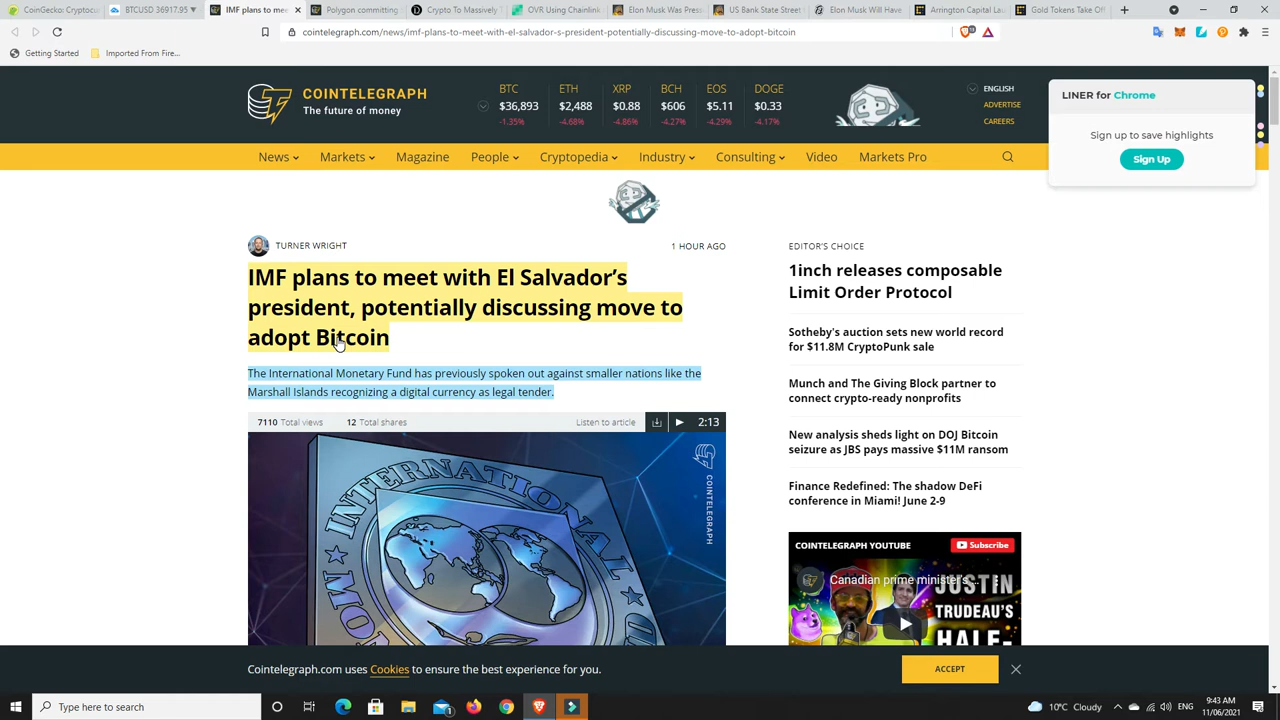 CoinGecko: Cryptocu
BTCUSD 36917.95
IMF plans to mee
Polygon committing
Crypto To Massively
OVR Using Chainlink
Elon Musk Was Pres
US Bank State Street
Elon Musk Will Have
Arrington Capital Lau
Gold Tokens Take Off
cointelegraph.com/news/imf-plans-to-meet-with-el-salvador-s-president-potentially-discussing-move-to-adopt-bitcoin
Getting Started
Imported From Brave...
COINTELEGRAPH
The future of money
BTC ETH XRP BCH EOS DOGE
$36,893 $2,488 $0.88 $606 $5.11 $0.33
-1.35% -4.68% -4.86% -4.27% -4.29% -4.17%
ENGLISH
ADVERTISE
CAREERS
LINER for Chrome
Sign up to save highlights
Sign Up
News Markets Magazine People Cryptopedia Industry Consulting Video Markets Pro
TURNER WRIGHT
1 HOUR AGO
IMF plans to meet with El Salvador's
president, potentially discussing move to
adopt Bitcoin
The International Monetary Fund has previously spoken out against smaller nations like the
Marshall Islands recognizing a digital currency as legal tender.
7110 Total views 12 Total shares Listen to article 2:13
INTERNATIONAL
MON
COINTELEGRAPH
EDITOR'S CHOICE
1inch releases composable
Limit Order Protocol
Sotheby's auction sets new world record
for $11.8M CryptoPunk sale
Munch and The Giving Block partner to
connect crypto-ready nonprofits
New analysis sheds light on DOJ Bitcoin
seizure as JBS pays massive $11M ransom
Finance Redefined: The shadow DeFi
conference in Miami! June 2-9
COINTELEGRAPH YOUTUBE
Subscribe
Canadian prime minister's ...
JUSTIN
TRUDEAU'S
HALF-
Cointelegraph.com uses Cookies to ensure the best experience for you.
ACCEPT
Type here to search
10°C Cloudy
9:43 AM
11/06/2021